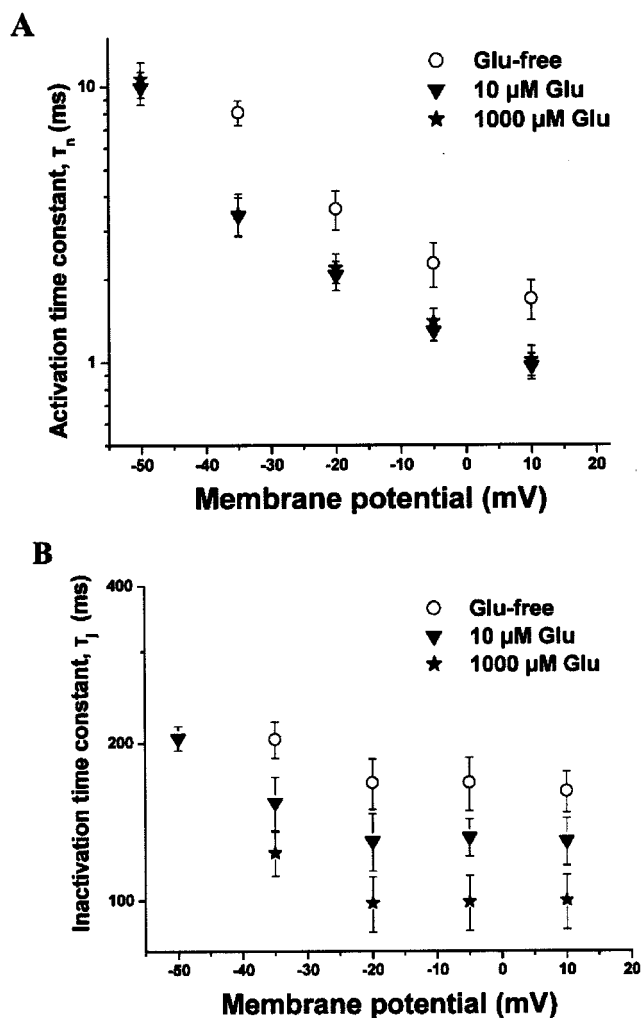 A
Activation time constant, τn (ms)
10
1
Glu-free
10 µM Glu
1000 µM Glu
-50 -40 -30 -20 -10 0 10 20
Membrane potential (mV)
B
Inactivation time constant, τj (ms)
400
200
100
Glu-free
10 µM Glu
1000 µM Glu
-50 -40 -30 -20 -10 0 10 20
Membrane potential (mV)